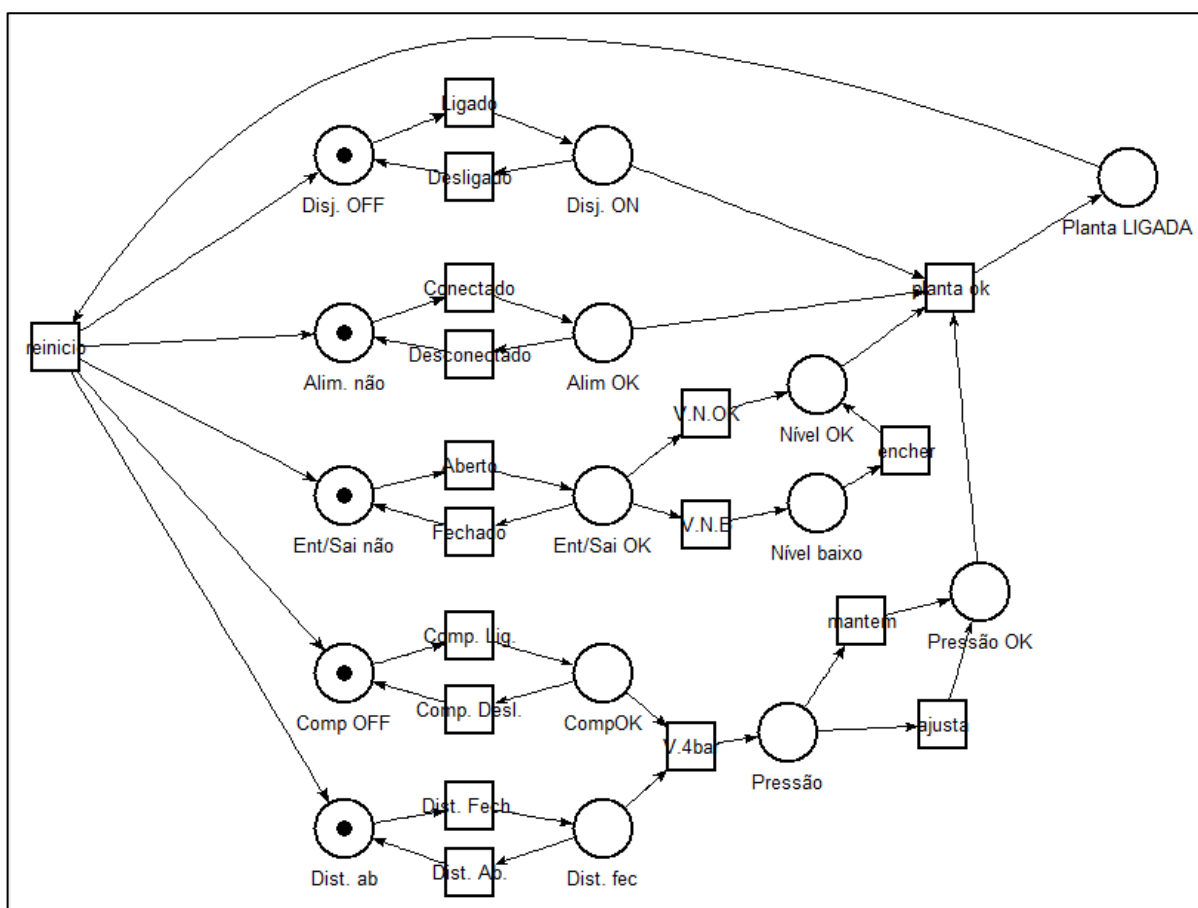 Ligado
Desligado
Disj. OFF
Disj. ON
Planta LIGADA
Conectado
planta ok
reinicio
Desconectado
Alim. não
Alim OK
V.N.OK
Nível OK
encher
Aberto
Fechado
V.N.B
Ent/Sai não
Ent/Sai OK
Nível baixo
Comp. Lig.
mantem
Pressão OK
Comp. Desl.
Comp OFF
CompOK
V.4bar
ajusta
Pressão
Dist. Fech.
Dist. Ab.
Dist. ab
Dist. fec